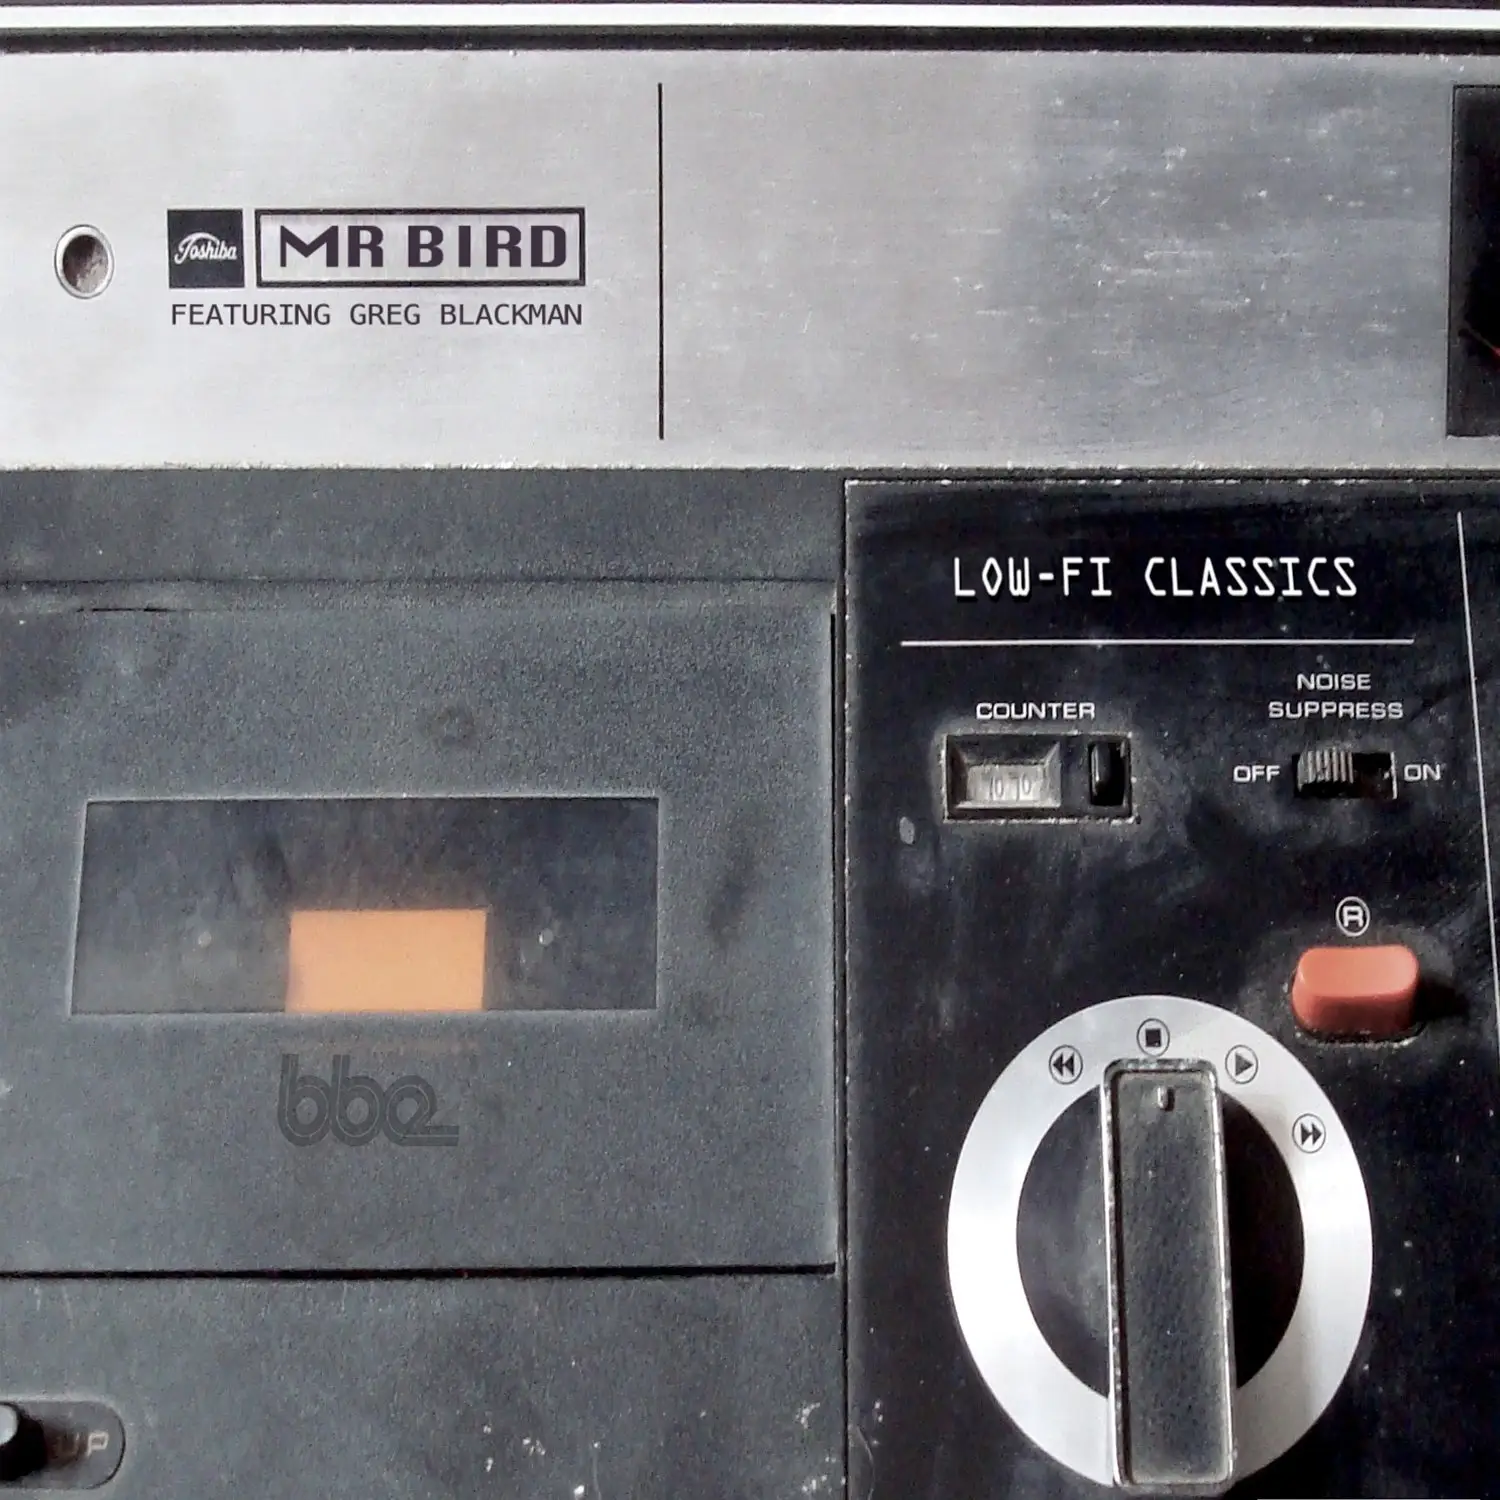 Toshiba
MR BIRD
FEATURING GREG BLACKMAN
LOW-FI CLASSICS
COUNTER
NOISE
SUPPRESS
OFF
ON
R
bbe